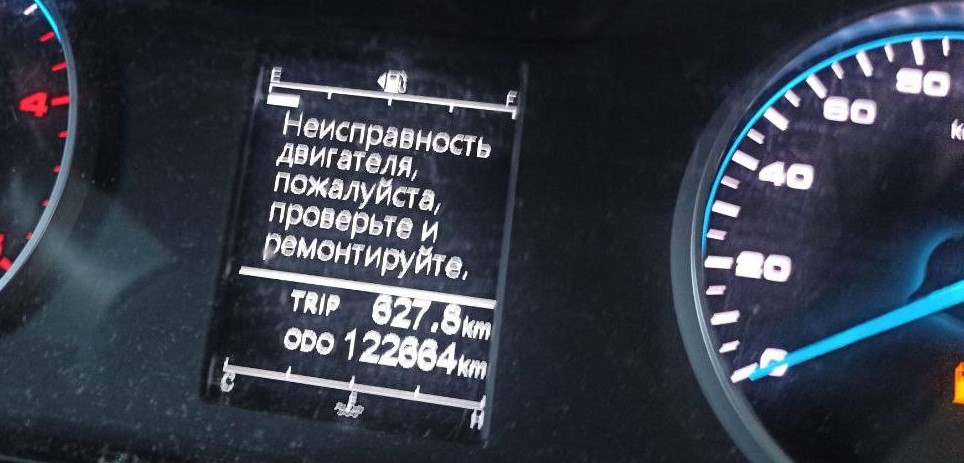 4
E F
Неисправность
двигателя,
пожалуйста,
проверьте и
ремонтируйте.
TRIP 627.8km
ODO 122664km
C H
80
60
40
20
0